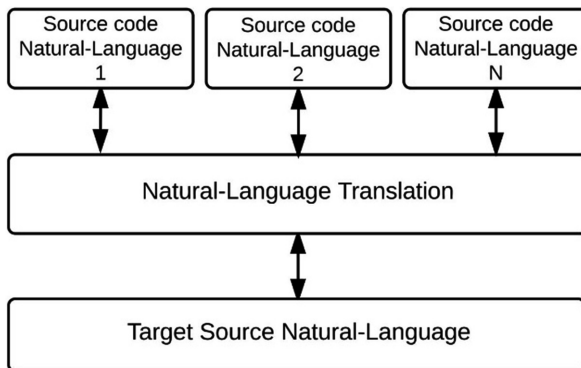 Source code
Natural-Language
1
Source code
Natural-Language
2
Source code
Natural-Language
N
Natural-Language Translation
Target Source Natural-Language